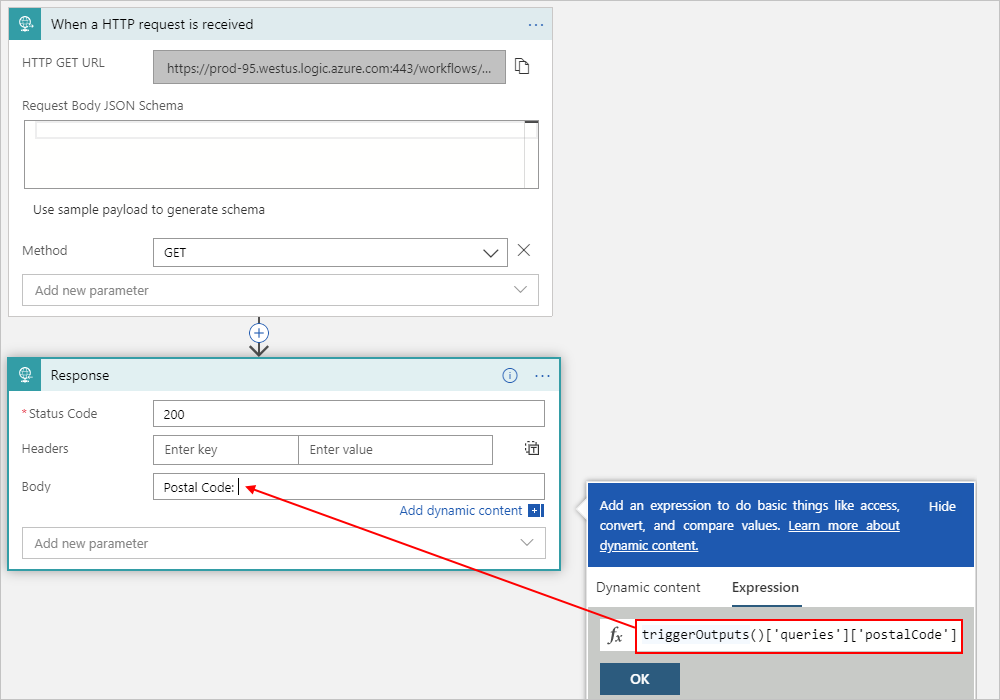 When a HTTP request is received
HTTP GET URL
https://prod-95.westus.logic.azure.com:443/workflows/...
Request Body JSON Schema
Use sample payload to generate schema
Method
GET
Add new parameter
Response
* Status Code
200
Headers
Enter key
Enter value
Body
Postal Code:
Add dynamic content
Add new parameter
Add an expression to do basic things like access,
convert, and compare values. Learn more about
dynamic content.
Hide
Dynamic content
Expression
fx
triggerOutputs()['queries']['postalCode']
OK